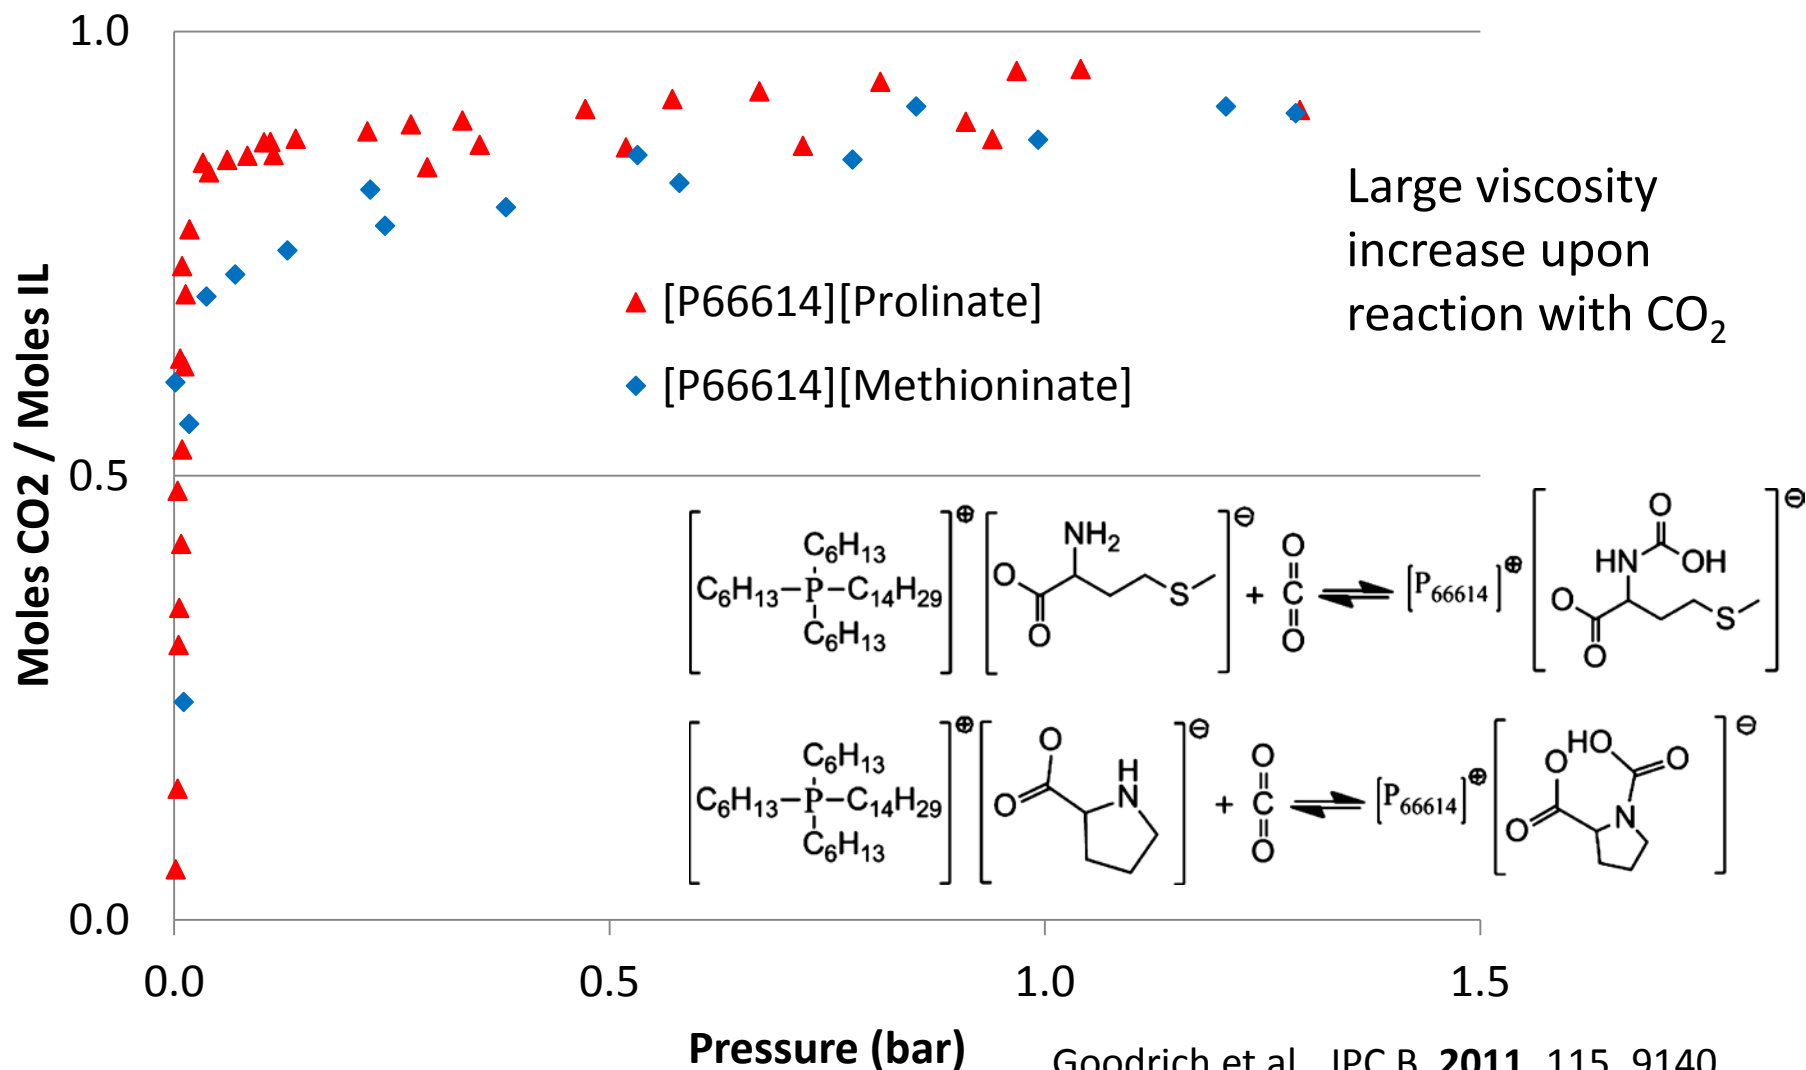 1.0
0.5
0.0
0.0
0.5
1.0
1.5
Moles CO2 / Moles IL
Pressure (bar)
[P66614][Prolinate]
[P66614][Methioninate]
Large viscosity
increase upon
reaction with CO₂
C₆H₁₃
C₆H₁₃–P–C₁₄H₂₉
C₆H₁₃
⊕
NH₂
O
O
S
⊖
+
O
C
O
[P₆₆₆₁₄]
⊕
O
HN
OH
O
O
S
⊖
C₆H₁₃
C₆H₁₃–P–C₁₄H₂₉
C₆H₁₃
⊕
O
O
H
N
⊖
+
O
C
O
[P₆₆₆₁₄]
⊕
HO
O
O
O
N
⊖
Goodrich et al., JPC B, 2011, 115, 9140